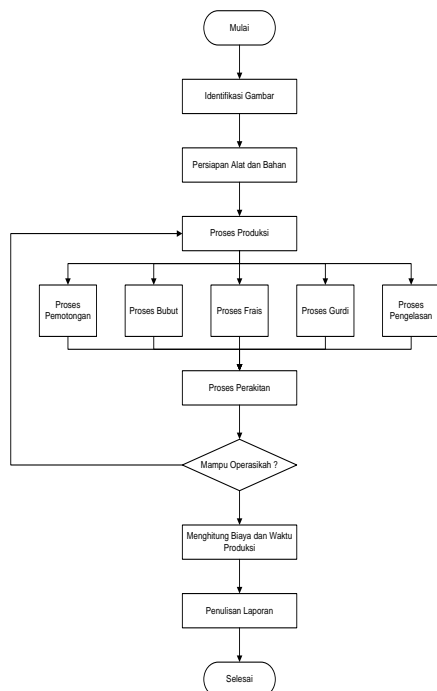 Mulai
Identifikasi Gambar
Persiapan Alat dan Bahan
Proses Produksi
Proses
Pemotongan
Proses Bubut
Proses Frais
Proses Gurdi
Proses
Pengelasan
Proses Perakitan
Mampu Operasikah ?
Menghitung Biaya dan Waktu
Produksi
Penulisan Laporan
Selesai